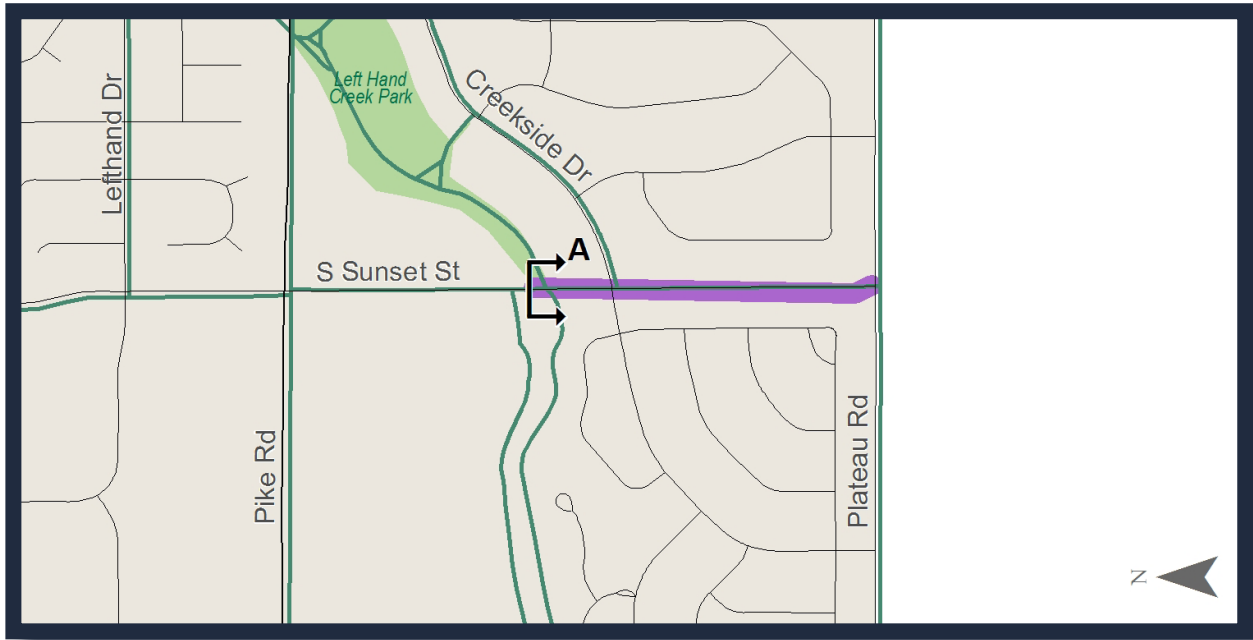 Lefthand Dr
Left Hand
Creek Park
Creekside Dr
A
S Sunset St
Pike Rd
Plateau Rd
N